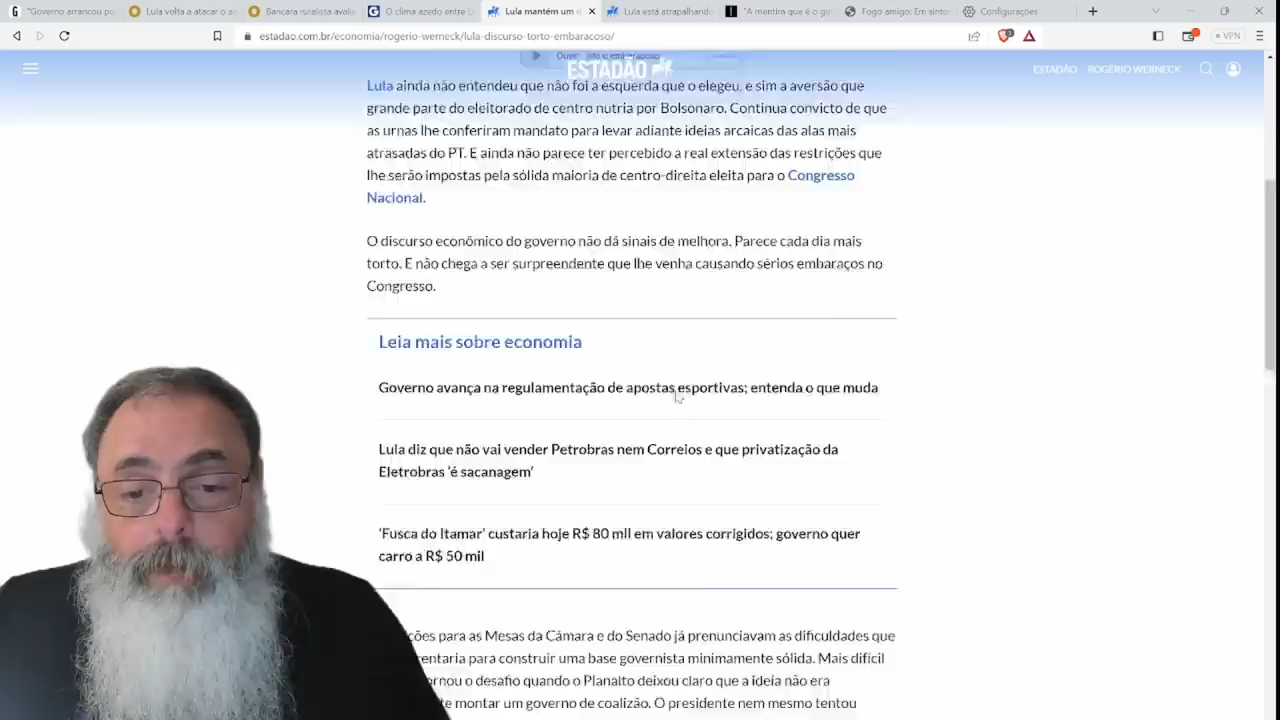 "Governo arrancou po
Lula volta a atacar o a
Bancara ruralista avalia
O clima azedo entre L
Lula mantém um d
Lula está atrapalhando
"A mentira que é o g
Fogo amigo: Em sinto
Configurações
estadao.com.br/economia/rogerio-werneck/lula-discurso-torto-embaracoso/
VPN
ESTADÃO
ESTADÃO
ROGÉRIO WERNECK
Lula ainda não entendeu que não foi a esquerda que o elegeu, e sim a aversão que
grande parte do eleitorado de centro nutria por Bolsonaro. Continua convicto de que
as urnas lhe conferiram mandato para levar adiante ideias arcaicas das alas mais
atrasadas do PT. E ainda não parece ter percebido a real extensão das restrições que
lhe serão impostas pela sólida maioria de centro-direita eleita para o Congresso
Nacional.
O discurso econômico do governo não dá sinais de melhora. Parece cada dia mais
torto. E não chega a ser surpreendente que lhe venha causando sérios embaraços no
Congresso.
Leia mais sobre economia
Governo avança na regulamentação de apostas esportivas; entenda o que muda
Lula diz que não vai vender Petrobras nem Correios e que privatização da
Eletrobras 'é sacanagem'
'Fusca do Itamar' custaria hoje R$ 80 mil em valores corrigidos; governo quer
carro a R$ 50 mil
ções para as Mesas da Câmara e do Senado já prenunciavam as dificuldades que
rentaria para construir uma base governista minimamente sólida. Mais difícil
ornou o desafio quando o Planalto deixou claro que a ideia não era
te montar um governo de coalizão. O presidente nem mesmo tentou